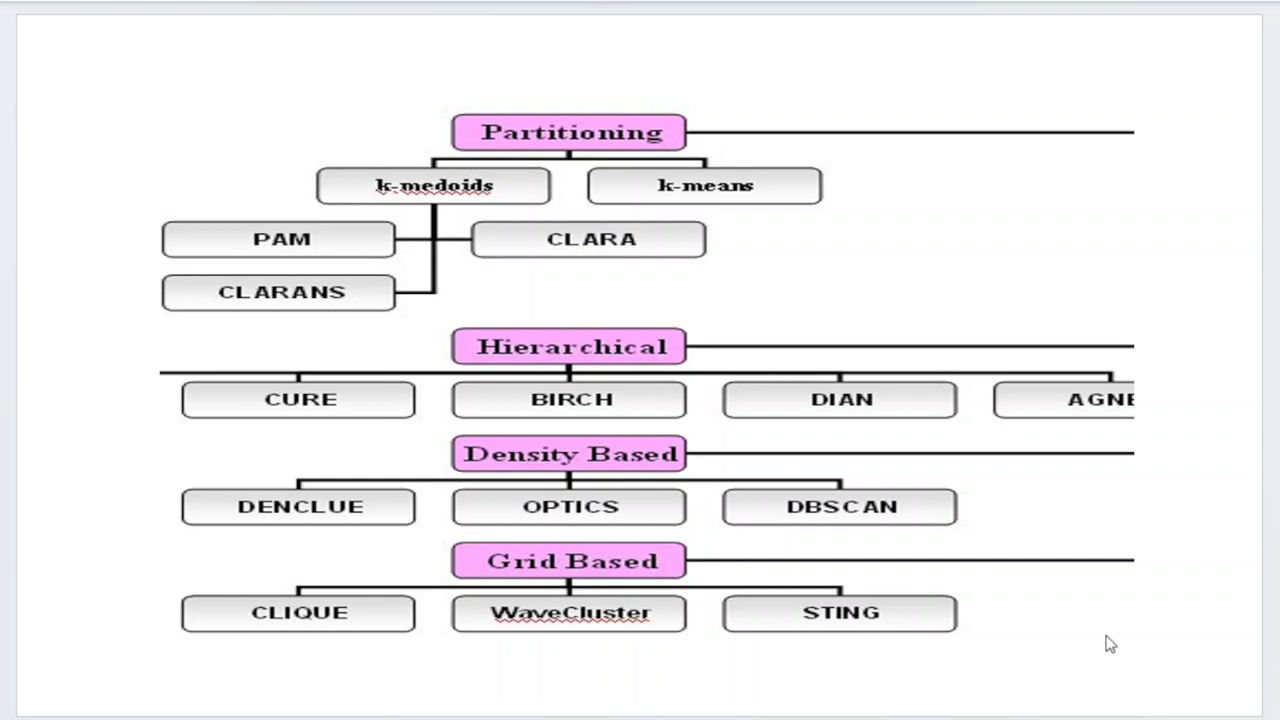 Partitioning
k-medoids k-means
PAM CLARA
CLARANS
Hierarchical
CURE BIRCH DIAN AGNE
Density Based
DENCLUE OPTICS DBSCAN
Grid Based
CLIQUE WaveCluster STING